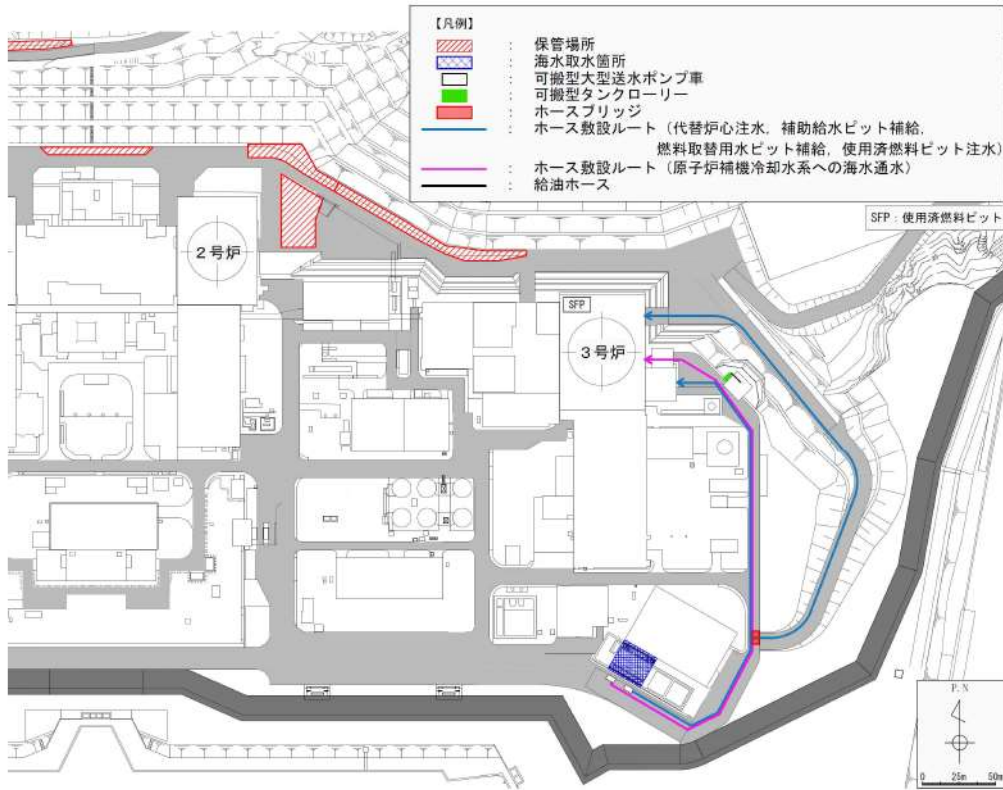 【凡例】
： 保管場所
： 海水取水箇所
： 可搬型大型送水ポンプ車
： 可搬型タンクローリー
： ホースブリッジ
： ホース敷設ルート（代替炉心注水，補助給水ピット補給，
燃料取替用水ピット補給，使用済燃料ピット注水）
： ホース敷設ルート（原子炉補機冷却水系への海水通水）
： 給油ホース
SFP：使用済燃料ピット
2号炉
SFP
3号炉
P.N
0 25m 50m